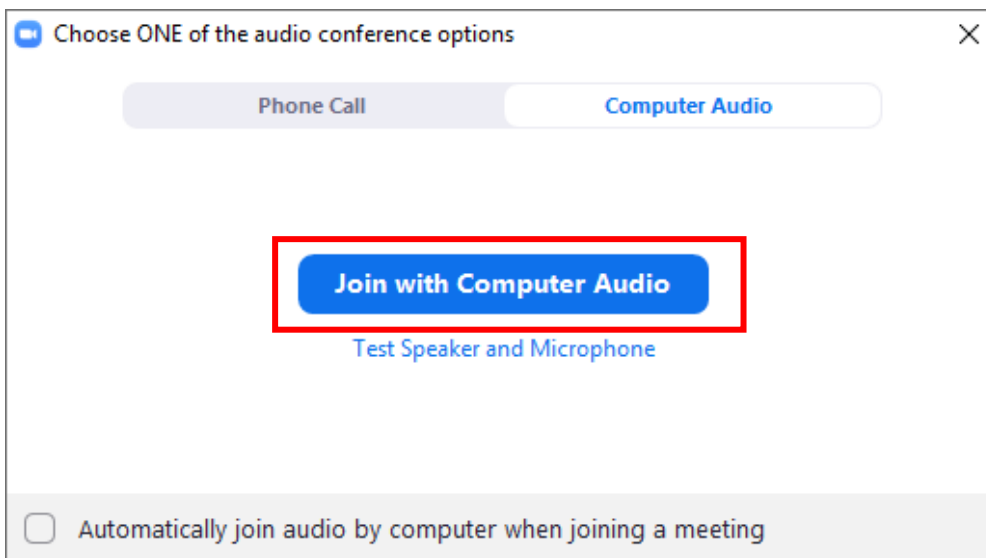 Choose ONE of the audio conference options
Phone Call
Computer Audio
Join with Computer Audio
Test Speaker and Microphone
Automatically join audio by computer when joining a meeting